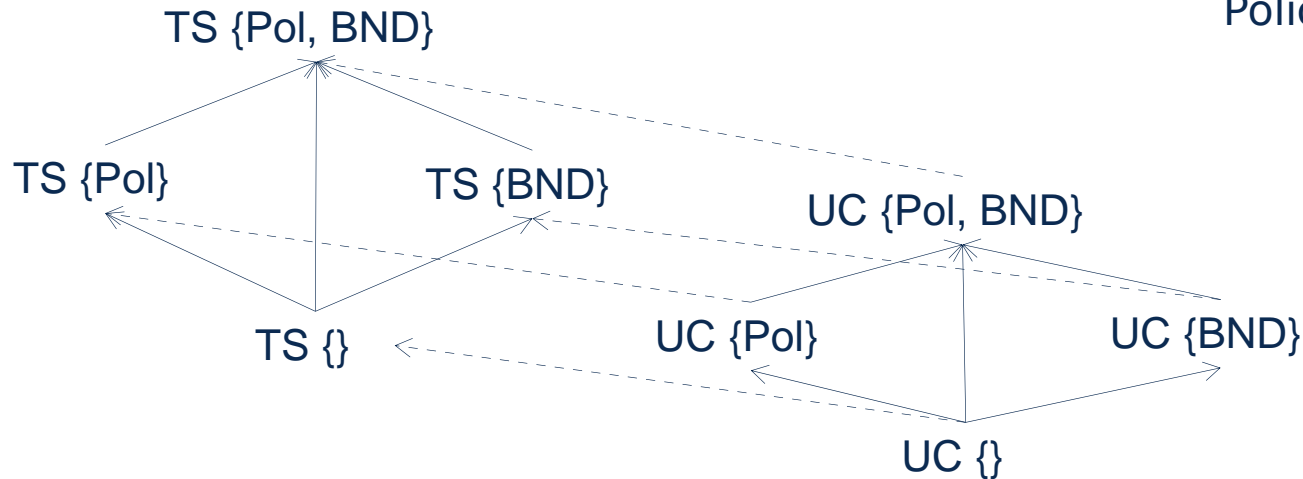 TS {Pol, BND}
TS {Pol}
TS {BND}
UC {Pol, BND}
TS {}
UC {Pol}
UC {BND}
UC {}